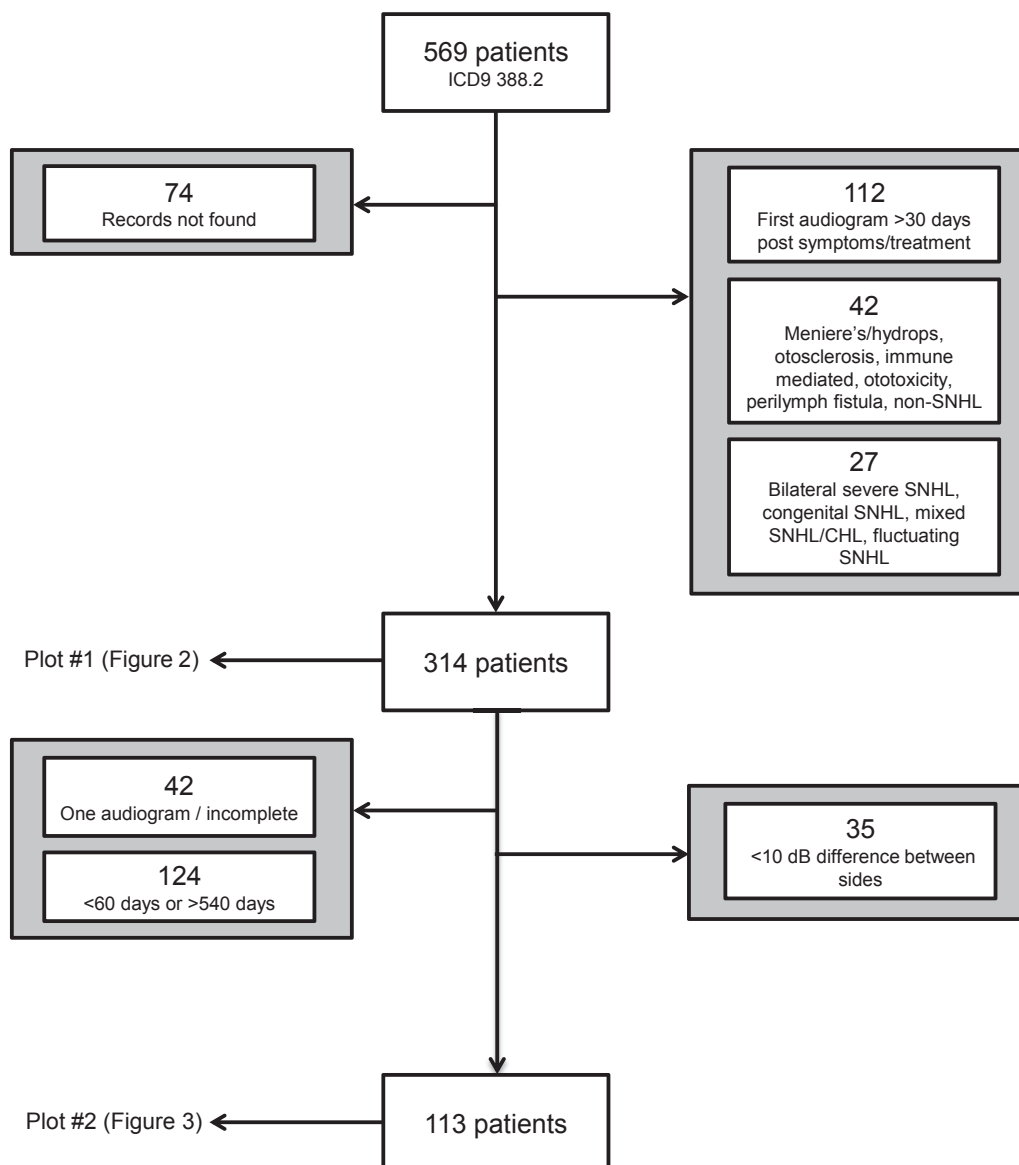 569 patients
ICD9 388.2
74
Records not found
112
First audiogram >30 days
post symptoms/treatment
42
Meniere’s/hydrops,
otosclerosis, immune
mediated, ototoxicity,
perilymph fistula, non-SNHL
27
Bilateral severe SNHL,
congenital SNHL, mixed
SNHL/CHL, fluctuating
SNHL
Plot #1 (Figure 2)
314 patients
42
One audiogram / incomplete
124
<60 days or >540 days
35
<10 dB difference between
sides
Plot #2 (Figure 3)
113 patients